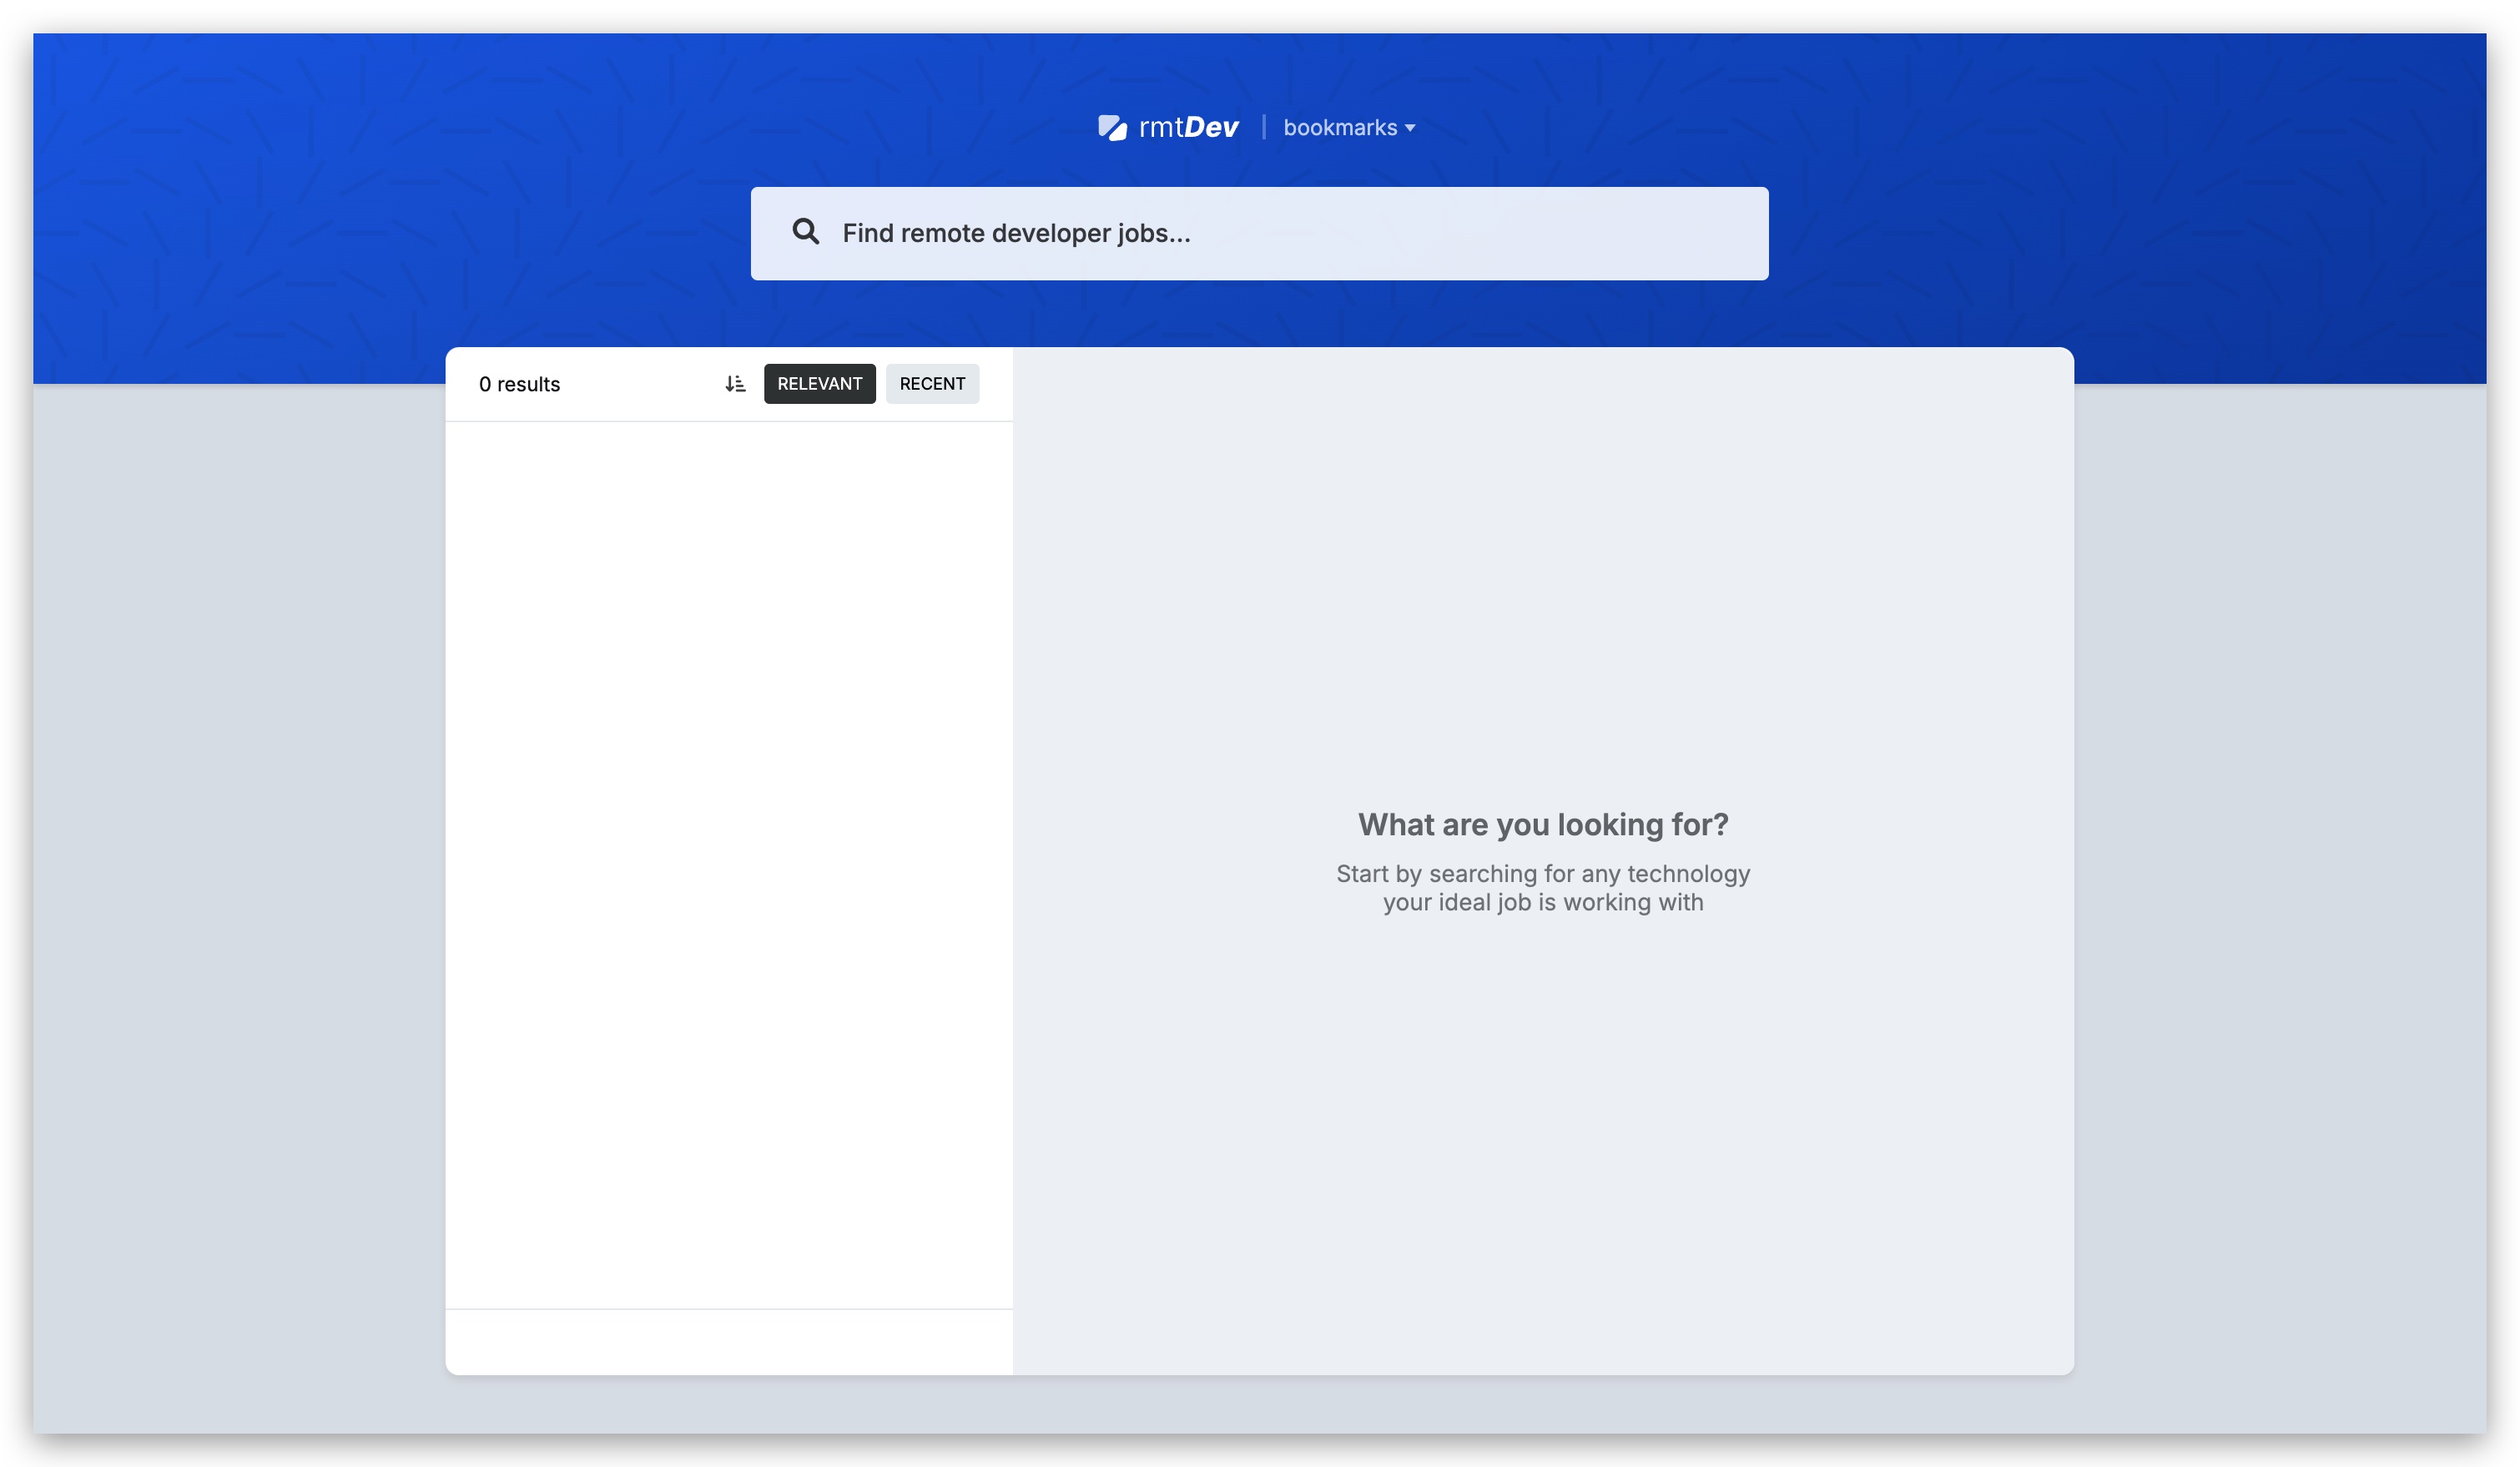 rmtDev
bookmarks
Find remote developer jobs...
0 results
RELEVANT
RECENT
What are you looking for?
Start by searching for any technology
your ideal job is working with